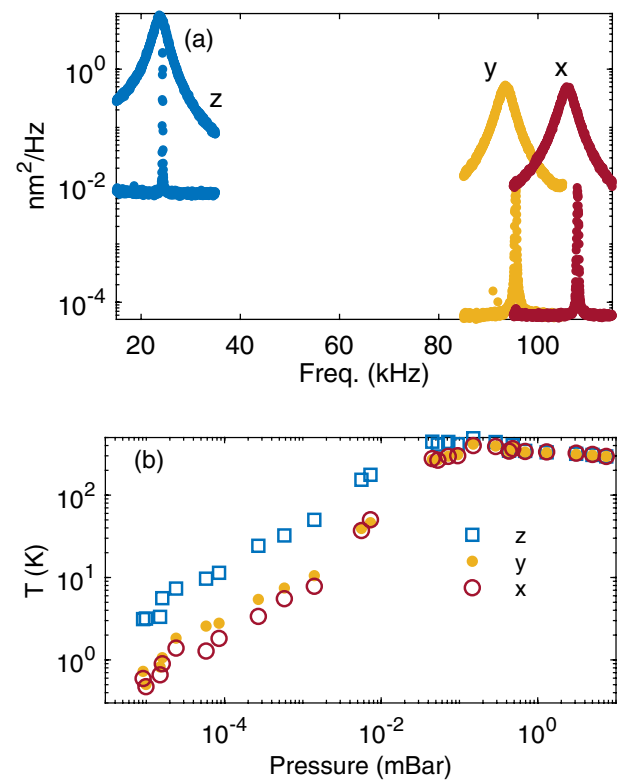 (a)
y x
z
10^0
10^-2
10^-4
nm^2/Hz
20 40 60 80 100
Freq. (kHz)
(b)
10^2
10^1
10^0
T (K)
z
y
x
10^-4 10^-2 10^0
Pressure (mBar)